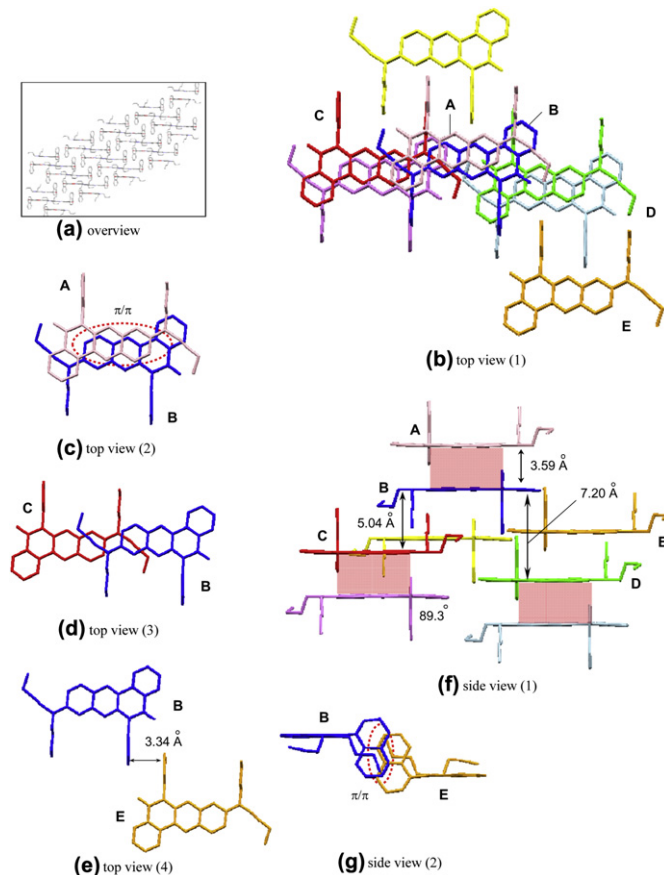 (a) overview
C
A
B
D
E
(b) top view (1)
A
π/π
B
(c) top view (2)
C
B
(d) top view (3)
B
3.34 Å
E
(e) top view (4)
A
3.59 Å
B
7.20 Å
5.04 Å
C
E
D
89.3°
(f) side view (1)
B
π/π
E
(g) side view (2)